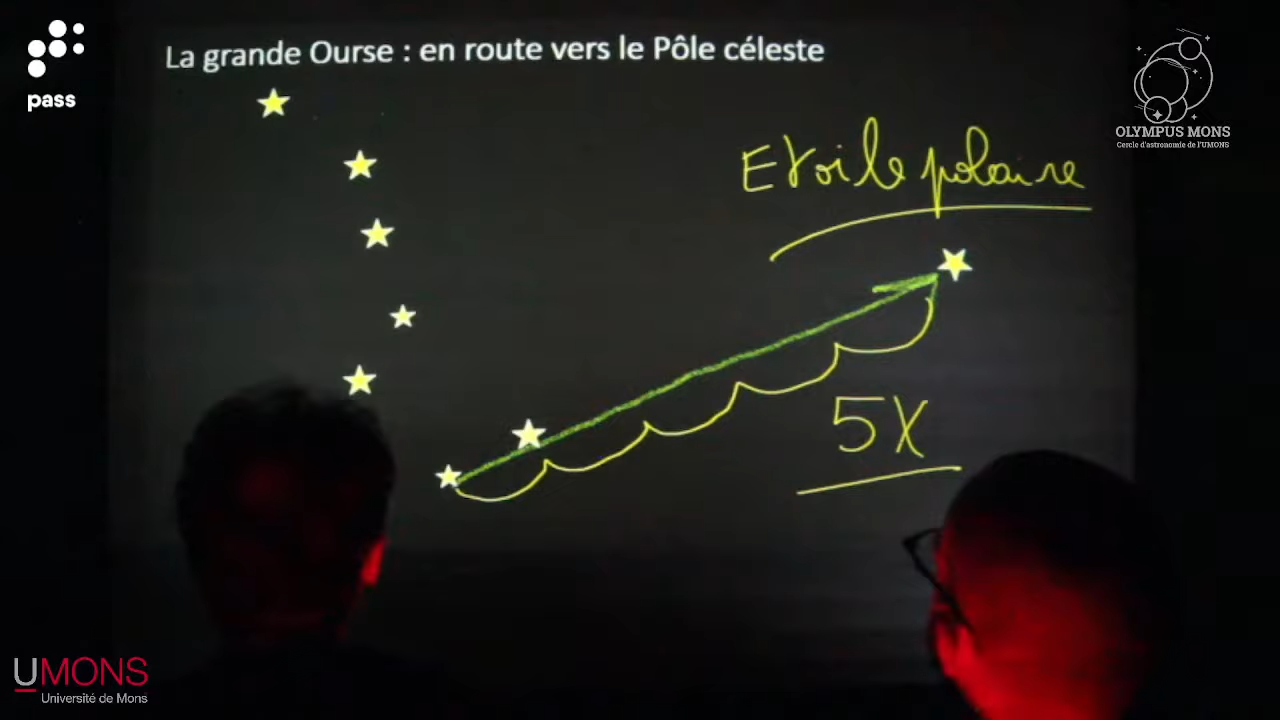 La grande Ourse : en route vers le Pôle céleste
pass
OLYMPUS MONS
Cercle d'astronomie de l'UMONS
Etoile polaire
5X
UMONS
Université de Mons